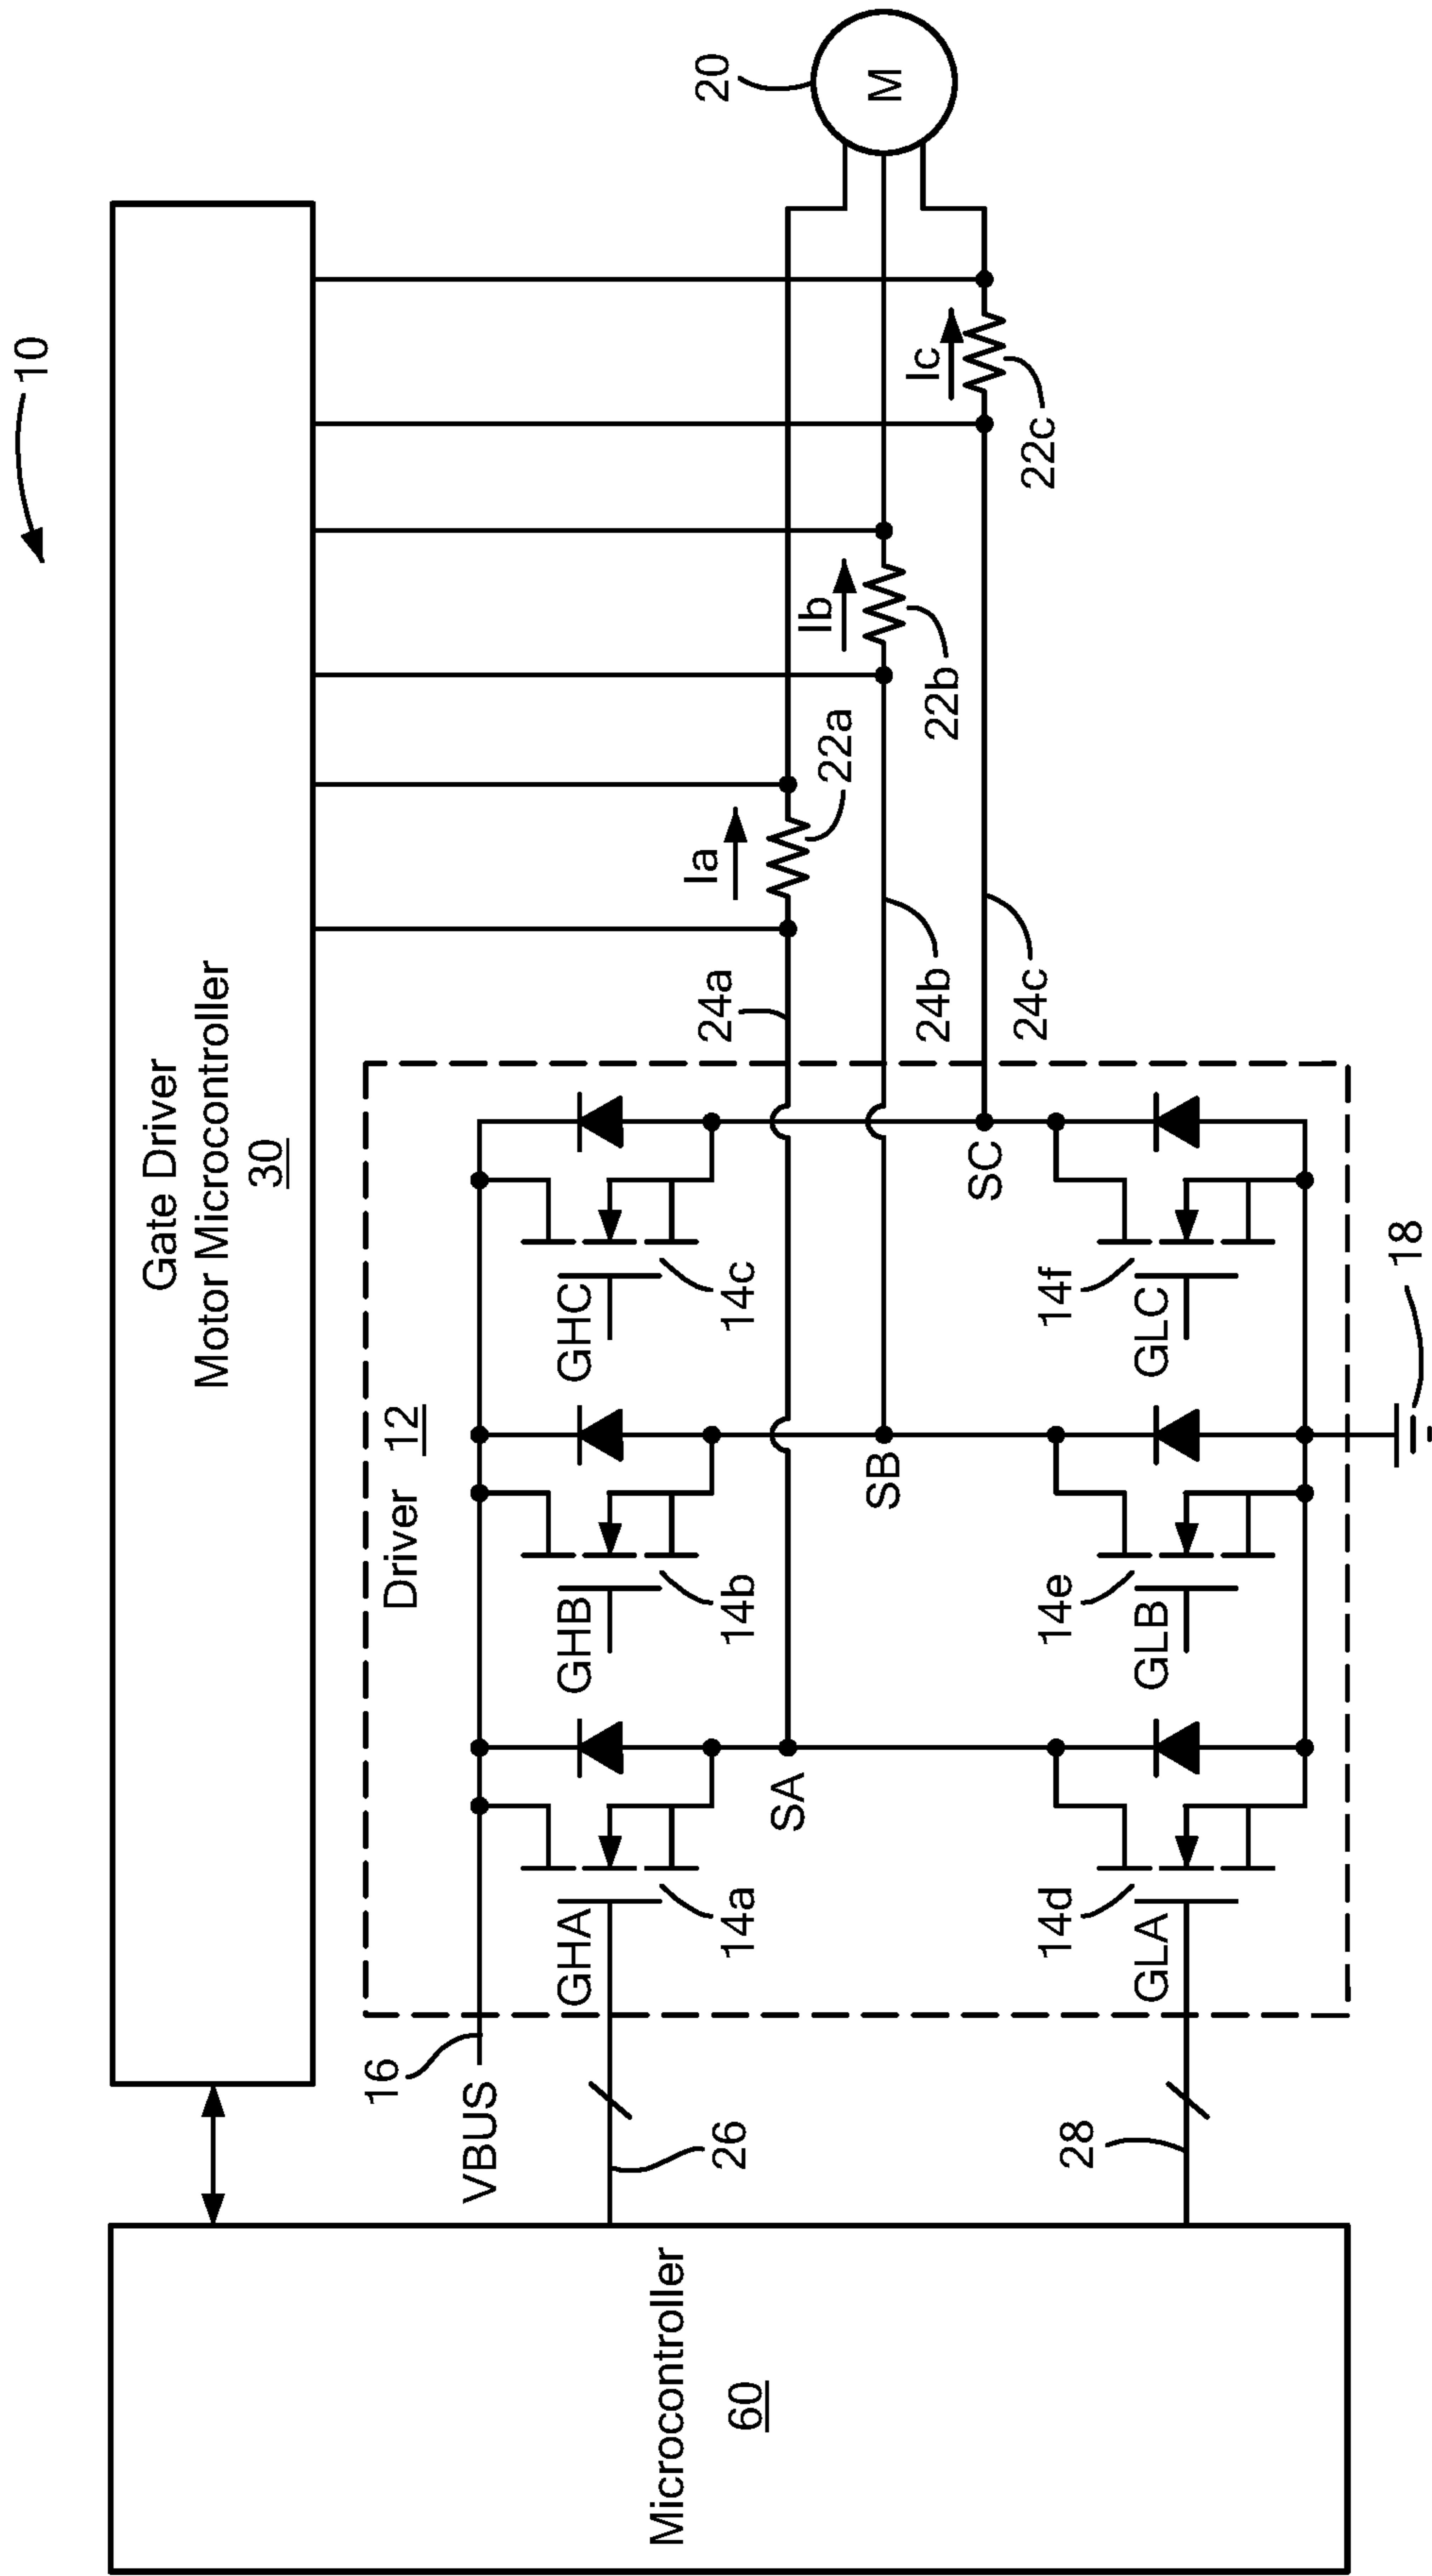 10
Gate Driver
Motor Microcontroller
30
Microcontroller
60
VBUS
16
26
28
Driver 12
GHA
14a
GHB
14b
GHC
14c
SA
SB
SC
GLA
14d
GLB
14e
GLC
14f
18
24a
24b
24c
Ia
22a
Ib
22b
Ic
22c
20
M